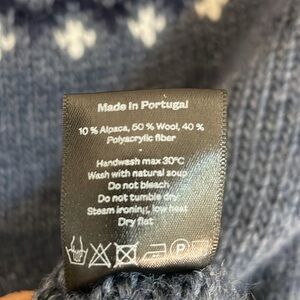 Made in Portugal
10 % Alpaca, 50 % Wool, 40 %
Polyacrylic fiber
Handwash max 30°C
Wash with natural soup
Do not bleach
Do not tumble dry
Steam ironing, low heat
Dry flat
P